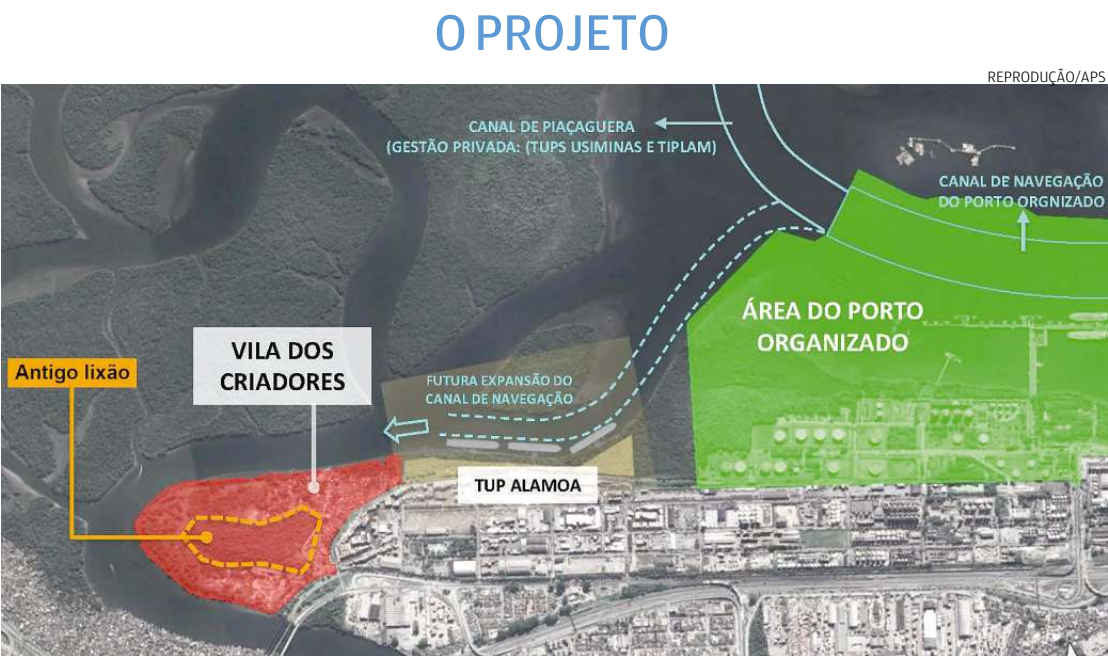 O PROJETO
REPRODUÇÃO/APS
CANAL DE PIAÇAGUERA
(GESTÃO PRIVADA: (TUPS USIMINAS E TIPLAM)
CANAL DE NAVEGAÇÃO
DO PORTO ORGNIZADO
ÁREA DO PORTO
ORGANIZADO
VILA DOS
CRIADORES
Antigo lixão
FUTURA EXPANSÃO DO
CANAL DE NAVEGAÇÃO
TUP ALAMOA